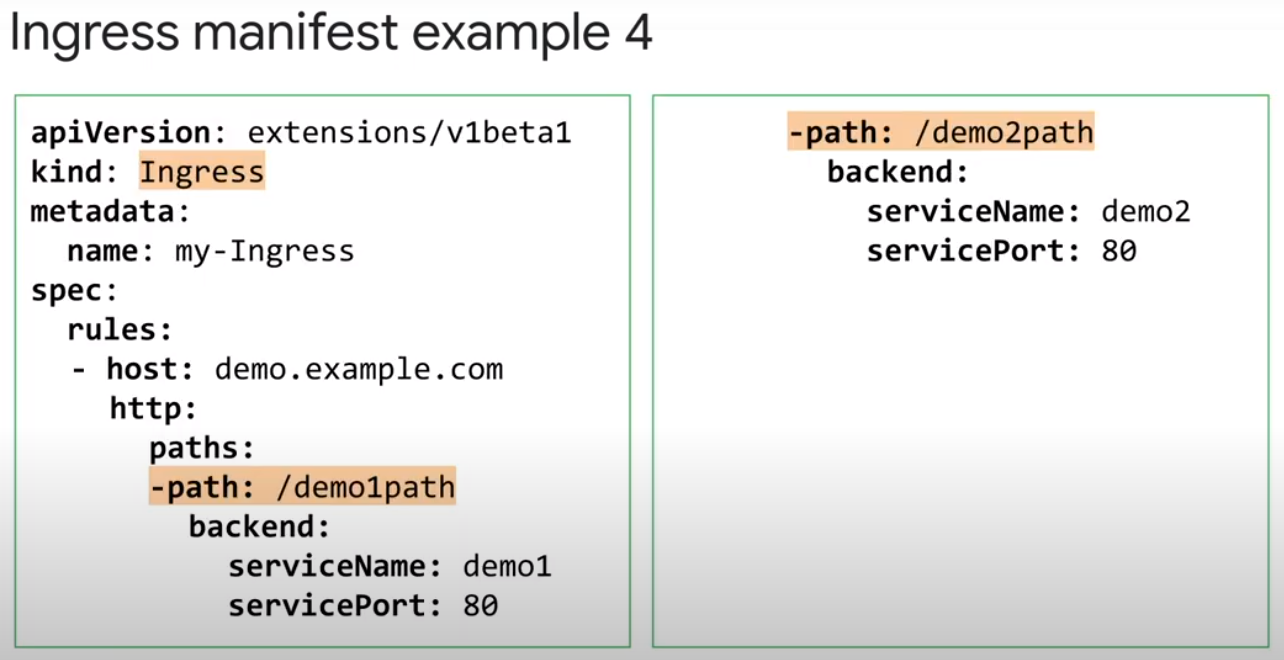 Ingress manifest example 4
apiVersion: extensions/v1beta1
kind: Ingress
metadata:
  name: my-Ingress
spec:
  rules:
  - host: demo.example.com
    http:
      paths:
      -path: /demo1path
        backend:
          serviceName: demo1
          servicePort: 80
      -path: /demo2path
        backend:
          serviceName: demo2
          servicePort: 80